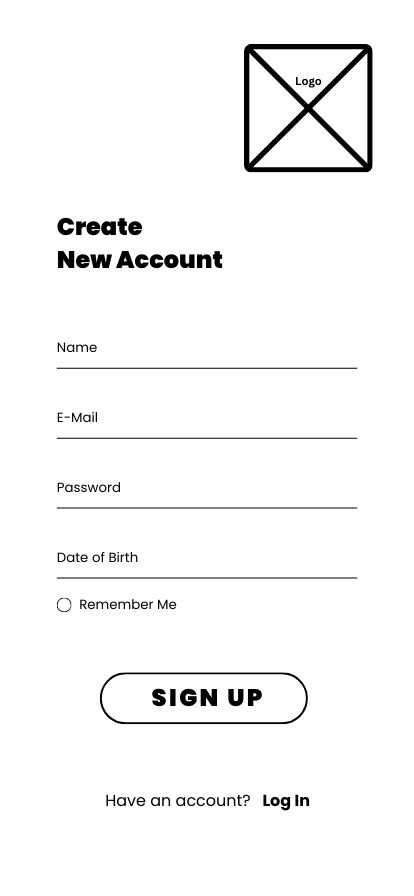 Logo
Create
New Account
Name
E-Mail
Password
Date of Birth
Remember Me
SIGN UP
Have an account? Log In